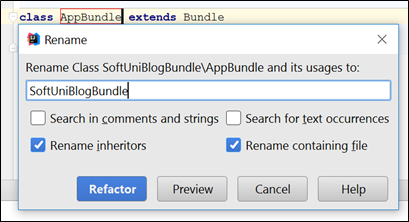 class AppBundle extends Bundle
Rename
Rename Class SoftUniBlogBundle\AppBundle and its usages to:
SoftUniBlogBundle
Search in comments and strings Search for text occurrences
Rename inheritors Rename containing file
Refactor Preview Cancel Help